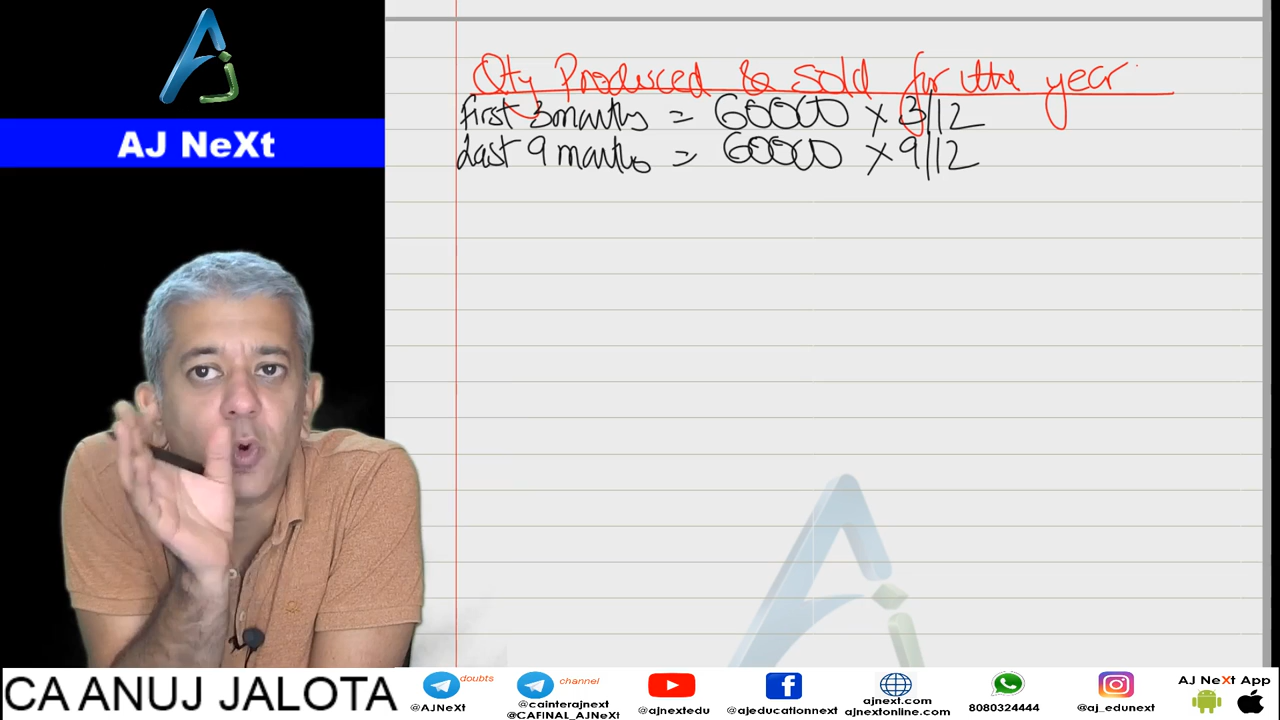 AJ NeXt
Qty Produced & Sold for the year
First 3 months = 60000 x 3/12
Last 9 months = 60000 x 9/12
CA ANUJ JALOTA
doubts
@AJNeXt
channel
@cainterajnext
@CAFINAL_AJNeXt
@ajnextedu
@ajeducationnext
ajnext.com
ajnextonline.com
8080324444
@aj_edunext
AJ NeXt App